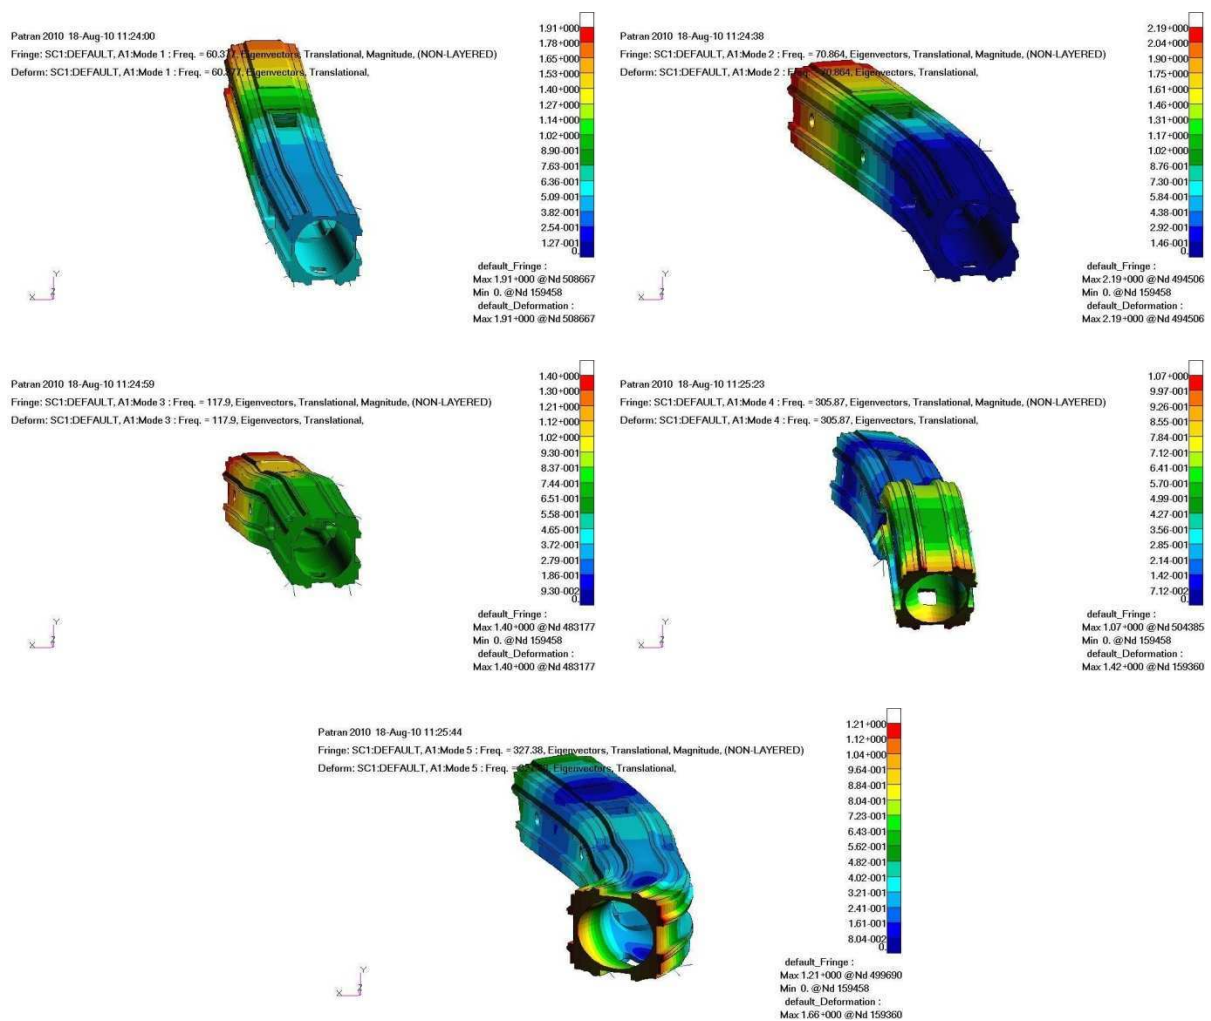 Patran 2010 18-Aug-10 11:24:00
Fringe: SC1:DEFAULT, A1:Mode 1 : Freq. = 60.377, Eigenvectors, Translational, Magnitude, (NON-LAYERED)
Deform: SC1:DEFAULT, A1:Mode 1 : Freq. = 60.377, Eigenvectors, Translational,
1.91+000
1.78+000
1.65+000
1.53+000
1.40+000
1.27+000
1.14+000
1.02+000
8.90-001
7.63-001
6.36-001
5.09-001
3.82-001
2.54-001
1.27-001
0.
default_Fringe :
Max 1.91+000 @Nd 508667
Min 0. @Nd 159458
default_Deformation :
Max 1.91+000 @Nd 508667
Y
X Z
Patran 2010 18-Aug-10 11:24:38
Fringe: SC1:DEFAULT, A1:Mode 2 : Freq. = 70.864, Eigenvectors, Translational, Magnitude, (NON-LAYERED)
Deform: SC1:DEFAULT, A1:Mode 2 : Freq. = 70.864, Eigenvectors, Translational,
2.19+000
2.04+000
1.90+000
1.75+000
1.61+000
1.46+000
1.31+000
1.17+000
1.02+000
8.76-001
7.30-001
5.84-001
4.38-001
2.92-001
1.46-001
0.
default_Fringe :
Max 2.19+000 @Nd 494506
Min 0. @Nd 159458
default_Deformation :
Max 2.19+000 @Nd 494506
Y
X Z
Patran 2010 18-Aug-10 11:24:59
Fringe: SC1:DEFAULT, A1:Mode 3 : Freq. = 117.9, Eigenvectors, Translational, Magnitude, (NON-LAYERED)
Deform: SC1:DEFAULT, A1:Mode 3 : Freq. = 117.9, Eigenvectors, Translational,
1.40+000
1.30+000
1.21+000
1.12+000
1.02+000
9.30-001
8.37-001
7.44-001
6.51-001
5.58-001
4.65-001
3.72-001
2.79-001
1.86-001
9.30-002
0.
default_Fringe :
Max 1.40+000 @Nd 483177
Min 0. @Nd 159458
default_Deformation :
Max 1.40+000 @Nd 483177
Y
X Z
Patran 2010 18-Aug-10 11:25:23
Fringe: SC1:DEFAULT, A1:Mode 4 : Freq. = 305.87, Eigenvectors, Translational, Magnitude, (NON-LAYERED)
Deform: SC1:DEFAULT, A1:Mode 4 : Freq. = 305.87, Eigenvectors, Translational,
1.07+000
9.97-001
9.26-001
8.55-001
7.84-001
7.12-001
6.41-001
5.70-001
4.99-001
4.27-001
3.56-001
2.85-001
2.14-001
1.42-001
7.12-002
0.
default_Fringe :
Max 1.07+000 @Nd 504385
Min 0. @Nd 159458
default_Deformation :
Max 1.42+000 @Nd 159360
Y
X Z
Patran 2010 18-Aug-10 11:25:44
Fringe: SC1:DEFAULT, A1:Mode 5 : Freq. = 327.38, Eigenvectors, Translational, Magnitude, (NON-LAYERED)
Deform: SC1:DEFAULT, A1:Mode 5 : Freq. = Eigenvectors, Translational,
1.21+000
1.12+000
1.04+000
9.64-001
8.84-001
8.04-001
7.23-001
6.43-001
5.62-001
4.82-001
4.02-001
3.21-001
2.41-001
1.61-001
8.04-002
0.
default_Fringe :
Max 1.21+000 @Nd 499690
Min 0. @Nd 159458
default_Deformation :
Max 1.66+000 @Nd 159360
Y
X Z